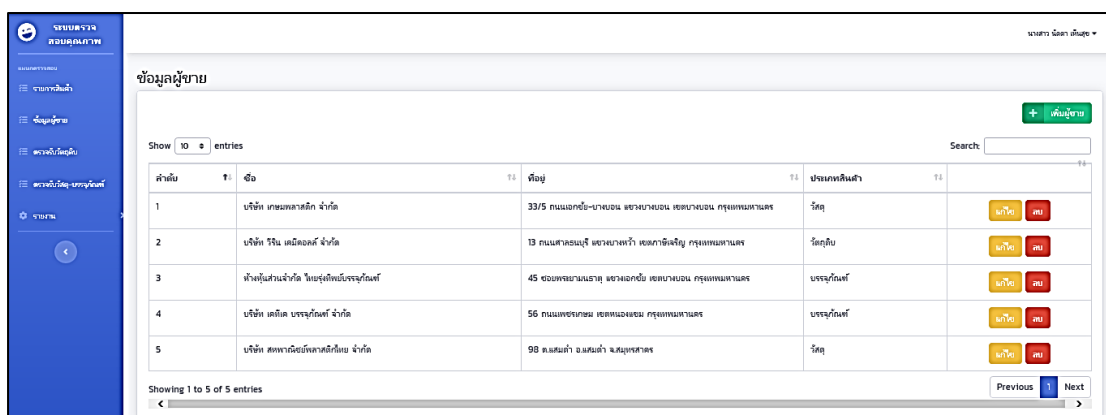 ระบบตรวจ
สอบคุณภาพ
นางสาว นิดดา เห็นสุข
รายการสินค้า
ข้อมูลผู้ขาย
ตรวจรับวัตถุดิบ
ตรวจรับวัสดุ-บรรจุภัณฑ์
รายงาน
ข้อมูลผู้ขาย
+ เพิ่มผู้ขาย
Show 10 entries
Search:
ลำดับ ชื่อ ที่อยู่ ประเภทสินค้า
1 บริษัท เกษมพลาสติก จำกัด 33/5 ถนนเอกชัย-บางบอน แขวงบางบอน เขตบางบอน กรุงเทพมหานคร วัสดุ แก้ไข ลบ
2 บริษัท วิริน เคมีคอลล์ จำกัด 13 ถนนศาลธนบุรี แขวงบางหว้า เขตภาษีเจริญ กรุงเทพมหานคร วัตถุดิบ แก้ไข ลบ
3 ห้างหุ้นส่วนจำกัด ไทยรุ่งทิพย์บรรจุภัณฑ์ 45 ซอยพระยามนธาตุ แขวงเอกชัย เขตบางบอน กรุงเทพมหานคร บรรจุภัณฑ์ แก้ไข ลบ
4 บริษัท เคทีเค บรรจุภัณฑ์ จำกัด 56 ถนนเพชรเกษม เขตหนองแขม กรุงเทพมหานคร บรรจุภัณฑ์ แก้ไข ลบ
5 บริษัท สหพาณิชย์พลาสติกไทย จำกัด 98 ต.แสมดำ อ.แสมดำ จ.สมุทรสาคร วัสดุ แก้ไข ลบ
Showing 1 to 5 of 5 entries
Previous 1 Next